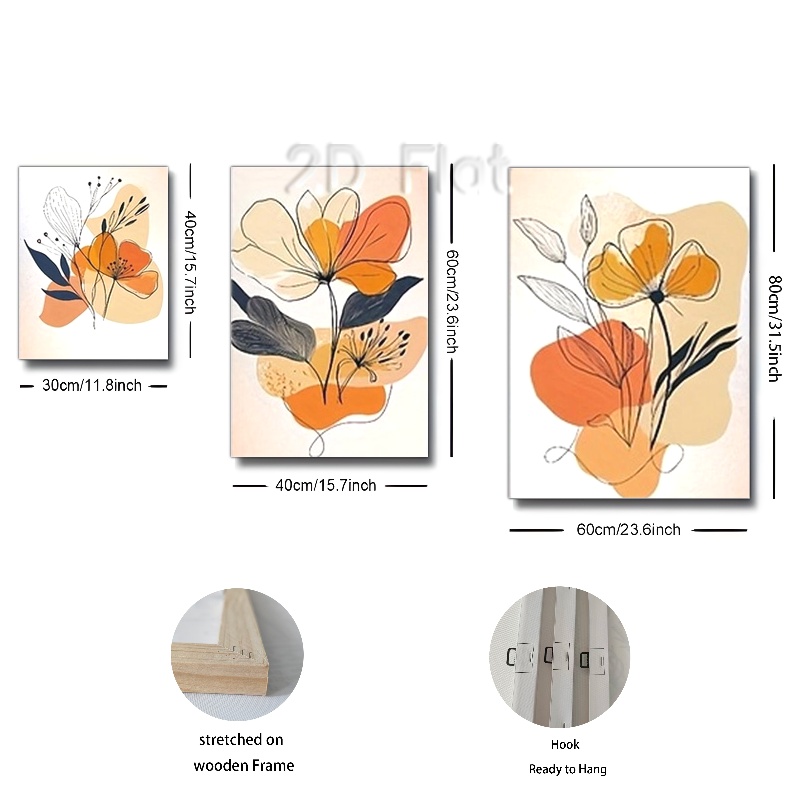 2D Flat
40cm/15.7inch
30cm/11.8inch
60cm/23.6inch
40cm/15.7inch
80cm/31.5inch
60cm/23.6inch
stretched on
wooden Frame
Hook
Ready to Hang